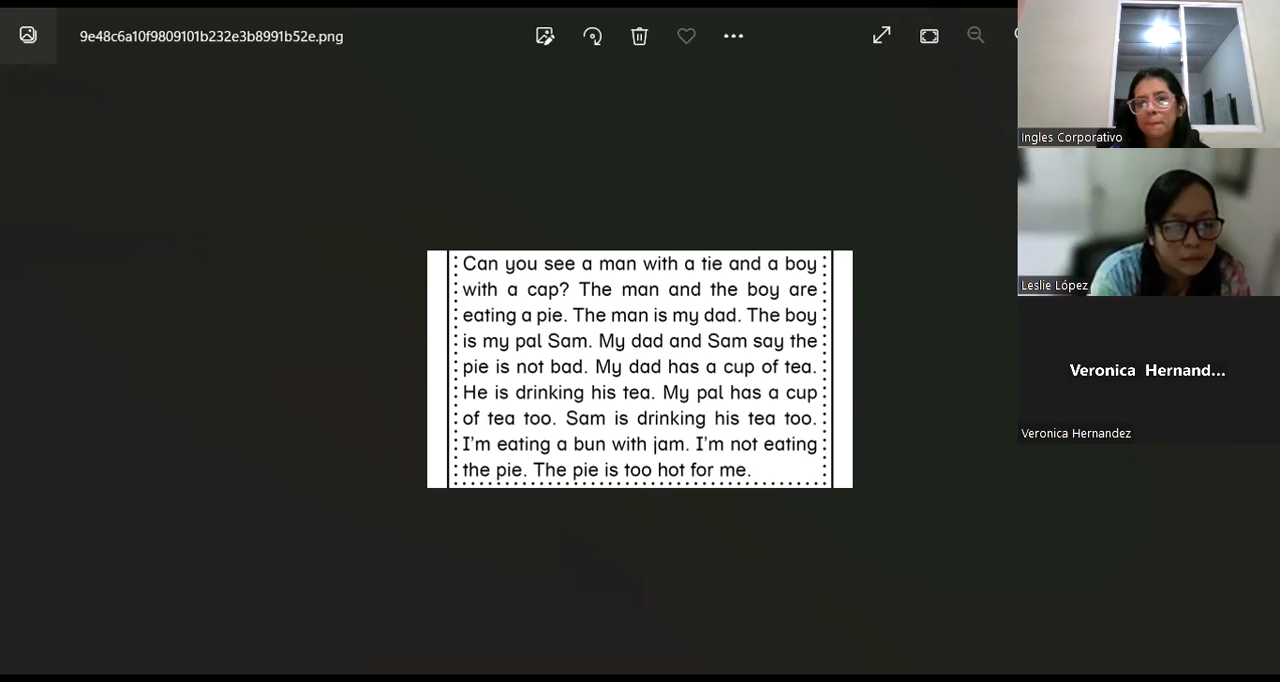 9e48c6a10f9809101b232e3b8991b52e.png
Ingles Corporativo
Can you see a man with a tie and a boy
with a cap? The man and the boy are
eating a pie. The man is my dad. The boy
is my pal Sam. My dad and Sam say the
pie is not bad. My dad has a cup of tea.
He is drinking his tea. My pal has a cup
of tea too. Sam is drinking his tea too.
I'm eating a bun with jam. I'm not eating
the pie. The pie is too hot for me.
Leslie López
Veronica Hernand...
Veronica Hernandez